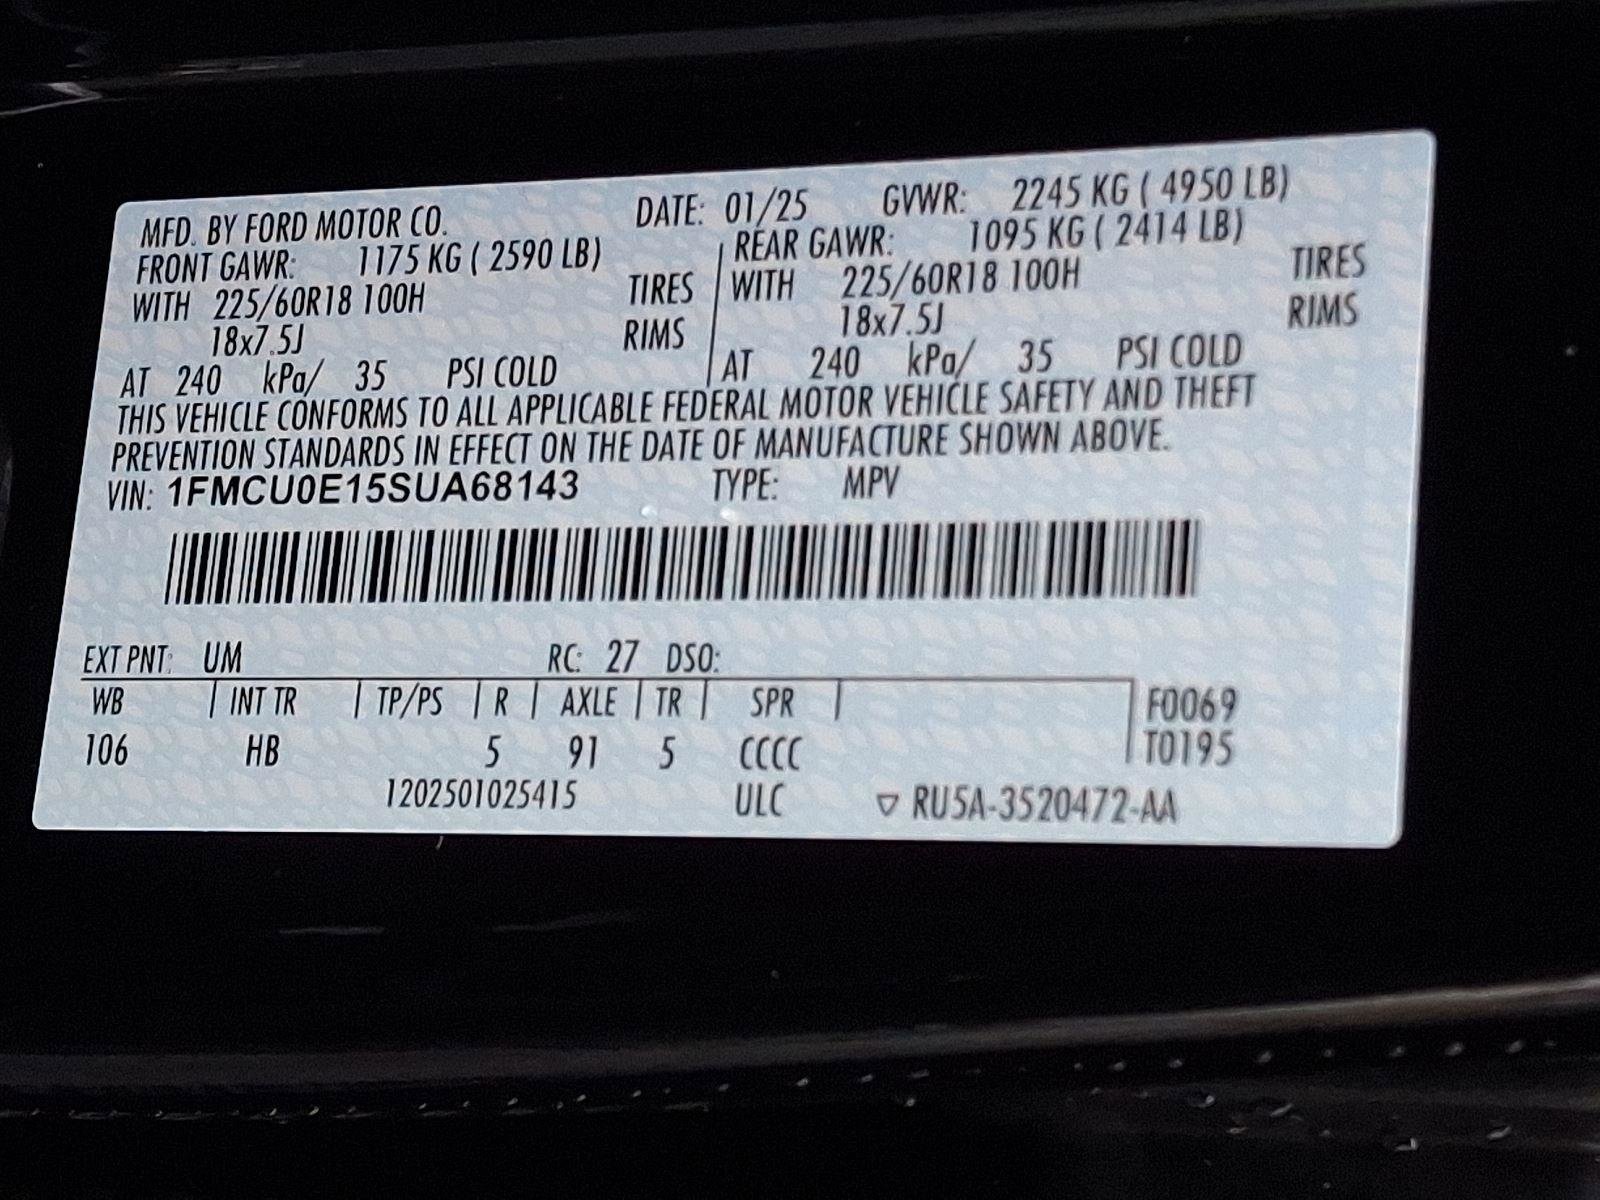 MFD. BY FORD MOTOR CO. DATE: 01/25 GVWR: 2245 KG ( 4950 LB)
FRONT GAWR: 1175 KG ( 2590 LB) REAR GAWR: 1095 KG ( 2414 LB)
WITH 225/60R18 100H TIRES WITH 225/60R18 100H TIRES
18x7.5J RIMS 18x7.5J RIMS
AT 240 kPa/ 35 PSI COLD AT 240 kPa/ 35 PSI COLD
THIS VEHICLE CONFORMS TO ALL APPLICABLE FEDERAL MOTOR VEHICLE SAFETY AND THEFT
PREVENTION STANDARDS IN EFFECT ON THE DATE OF MANUFACTURE SHOWN ABOVE.
VIN: 1FMCU0E15SUA68143 TYPE: MPV
EXT PNT: UM RC: 27 DSO:
WB INT TR TP/PS R AXLE TR SPR F0069
106 HB 5 91 5 CCCC T0195
1202501025415 ULC ▽ RU5A-3520472-AA